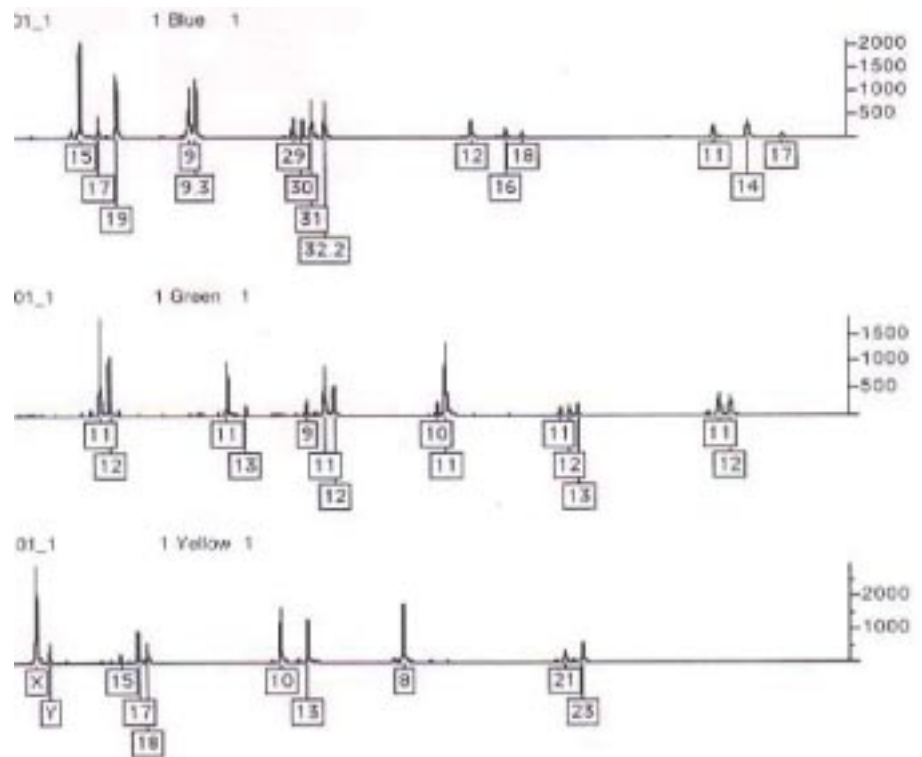 01_1 1 Blue 1
2000
1500
1000
500
15 9 29 12 18 11 17
17 9.3 30 16 14
19 31
32.2
01_1 1 Green 1
1500
1000
500
11 11 9 10 11 11
12 13 11 11 12 12
12 13
01_1 1 Yellow 1
2000
1000
X 15 10 8 21
Y 17 13 23
18